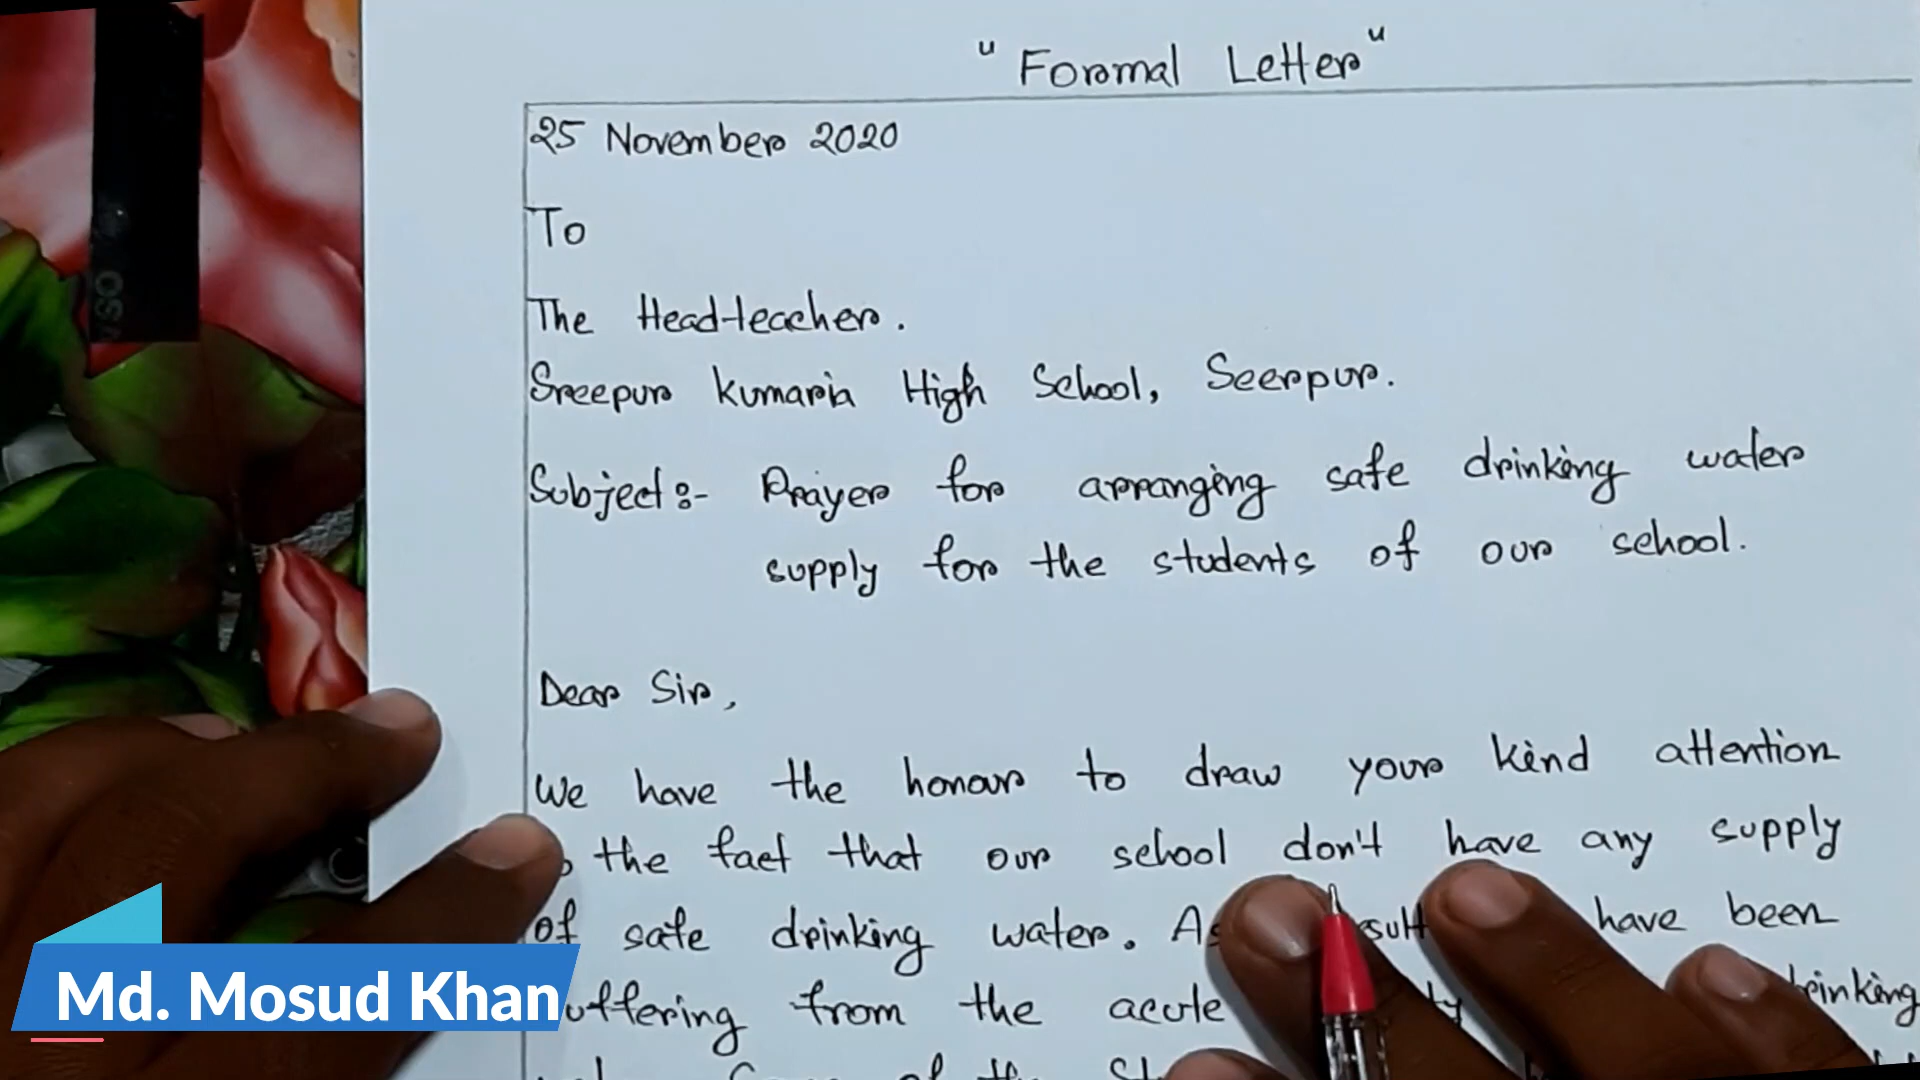 "Formal Letter"
25 November 2020
To
The Head-teacher.
Sreepur Kumaria High School, Seerpur.
Subject:- Prayer for arranging safe drinking water
supply for the students of our school.
Dear Sir,
We have the honour to draw your kind attention
the fact that our school don't have any supply
of safe drinking water. As have been
from the acute drinking
Md. Mosud Khan